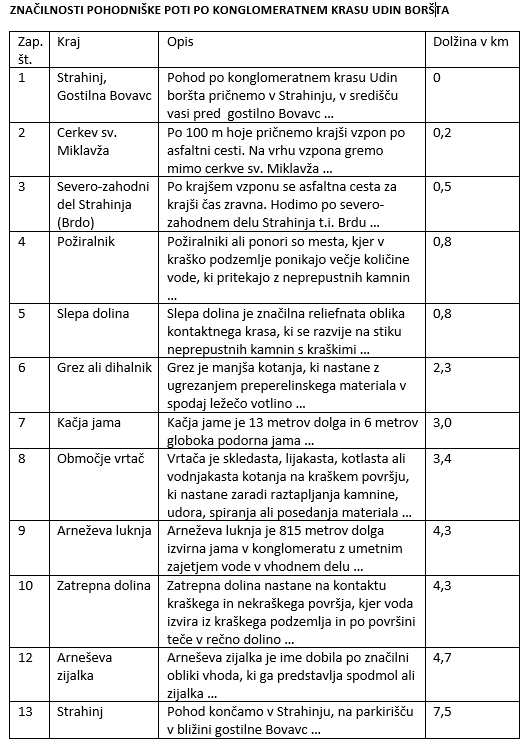 ZNAČILNOSTI POHODNIŠKE POTI PO KONGLOMERATNEM KRASU UDIN BORŠTA
Zap. št. Kraj Opis Dolžina v km
1 Strahinj, Gostilna Bovavc Pohod po konglomeratnem krasu Udin boršta pričnemo v Strahinju, v središču vasi pred gostilno Bovavc … 0
2 Cerkev sv. Miklavža Po 100 m hoje pričnemo krajši vzpon po asfaltni cesti. Na vrhu vzpona gremo mimo cerkve sv. Miklavža … 0,2
3 Severo-zahodni del Strahinja (Brdo) Po krajšem vzponu se asfaltna cesta za krajši čas zravna. Hodimo po severo-zahodnem delu Strahinja t.i. Brdu … 0,5
4 Požiralnik Požiralniki ali ponori so mesta, kjer v kraško podzemlje ponikajo večje količine vode, ki pritekajo z neprepustnih kamnin … 0,8
5 Slepa dolina Slepa dolina je značilna reliefnata oblika kontaktnega krasa, ki se razvije na stiku neprepustnih kamnin s kraškimi … 0,8
6 Grez ali dihalnik Grez je manjša kotanja, ki nastane z ugrezanjem preperelinskega materiala v spodaj ležečo votlino … 2,3
7 Kačja jama Kačja jame je 13 metrov dolga in 6 metrov globoka podorna jama … 3,0
8 Območje vrtač Vrtača je skledasta, lijakasta, kotlasta ali vodnjakasta kotanja na kraškem površju, ki nastane zaradi raztapljanja kamnine, udora, spiranja ali posedanja materiala … 3,4
9 Arneževa luknja Arneževa luknja je 815 metrov dolga izvirna jama v konglomeratu z umetnim zajetjem vode v vhodnem delu … 4,3
10 Zatrepna dolina Zatrepna dolina nastane na kontaktu kraškega in nekraškega površja, kjer voda izvira iz kraškega podzemlja in po površini teče v rečno dolino … 4,3
12 Arneševa zijalka Arneševa zijalka je ime dobila po značilni obliki vhoda, ki ga predstavlja spodmol ali zijalka … 4,7
13 Strahinj Pohod končamo v Strahinju, na parkirišču v bližini gostilne Bovavc … 7,5